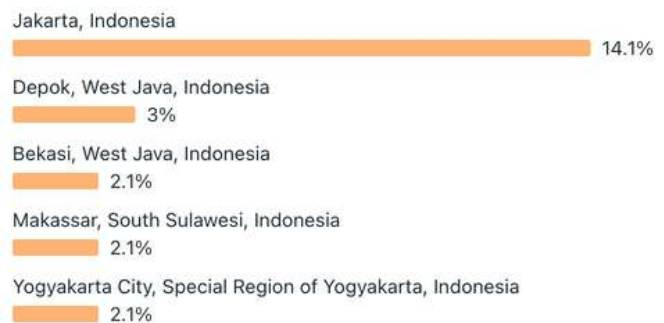 Jakarta, Indonesia
14.1%
Depok, West Java, Indonesia
3%
Bekasi, West Java, Indonesia
2.1%
Makassar, South Sulawesi, Indonesia
2.1%
Yogyakarta City, Special Region of Yogyakarta, Indonesia
2.1%